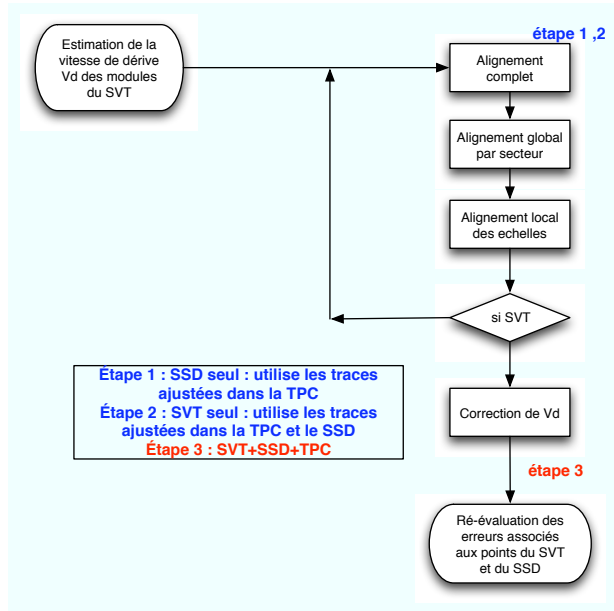 Estimation de la
vitesse de dérive
Vd des modules
du SVT
étape 1 ,2
Alignement
complet
Alignement global
par secteur
Alignement local
des echelles
si SVT
Étape 1 : SSD seul : utilise les traces
ajustées dans la TPC
Étape 2 : SVT seul : utilise les traces
ajustées dans la TPC et le SSD
Étape 3 : SVT+SSD+TPC
Correction de Vd
étape 3
Ré-évaluation des
erreurs associés
aux points du SVT
et du SSD